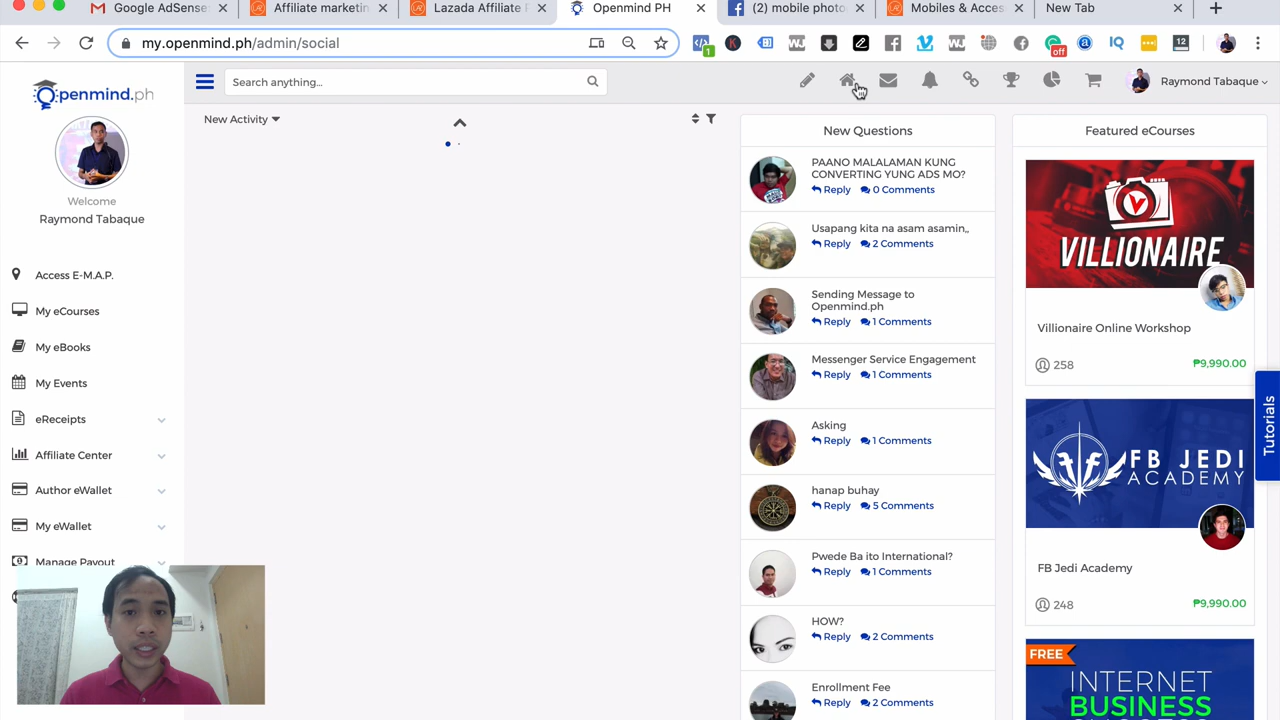 Google AdSense
Affiliate marketin
Lazada Affiliate P
Openmind PH
(2) mobile photo
Mobiles & Acces
New Tab
my.openmind.ph/admin/social
1
off
12
Openmind.ph
Search anything...
Raymond Tabaque
Welcome
Raymond Tabaque
Access E-M.A.P.
My eCourses
My eBooks
My Events
eReceipts
Affiliate Center
Author eWallet
My eWallet
Manage Payout
New Activity
New Questions
PAANO MALALAMAN KUNG
CONVERTING YUNG ADS MO?
Reply 0 Comments
Usapang kita na asam asamin,,
Reply 2 Comments
Sending Message to
Openmind.ph
Reply 1 Comments
Messenger Service Engagement
Reply 1 Comments
Asking
Reply 1 Comments
hanap buhay
Reply 5 Comments
Pwede Ba ito International?
Reply 1 Comments
HOW?
Reply 2 Comments
Enrollment Fee
Reply 2 Comments
Featured eCourses
VILLIONAIRE
Villionaire Online Workshop
258 ₱9,990.00
FB JEDI
ACADEMY
FB Jedi Academy
248 ₱9,990.00
FREE
INTERNET
BUSINESS
Tutorials